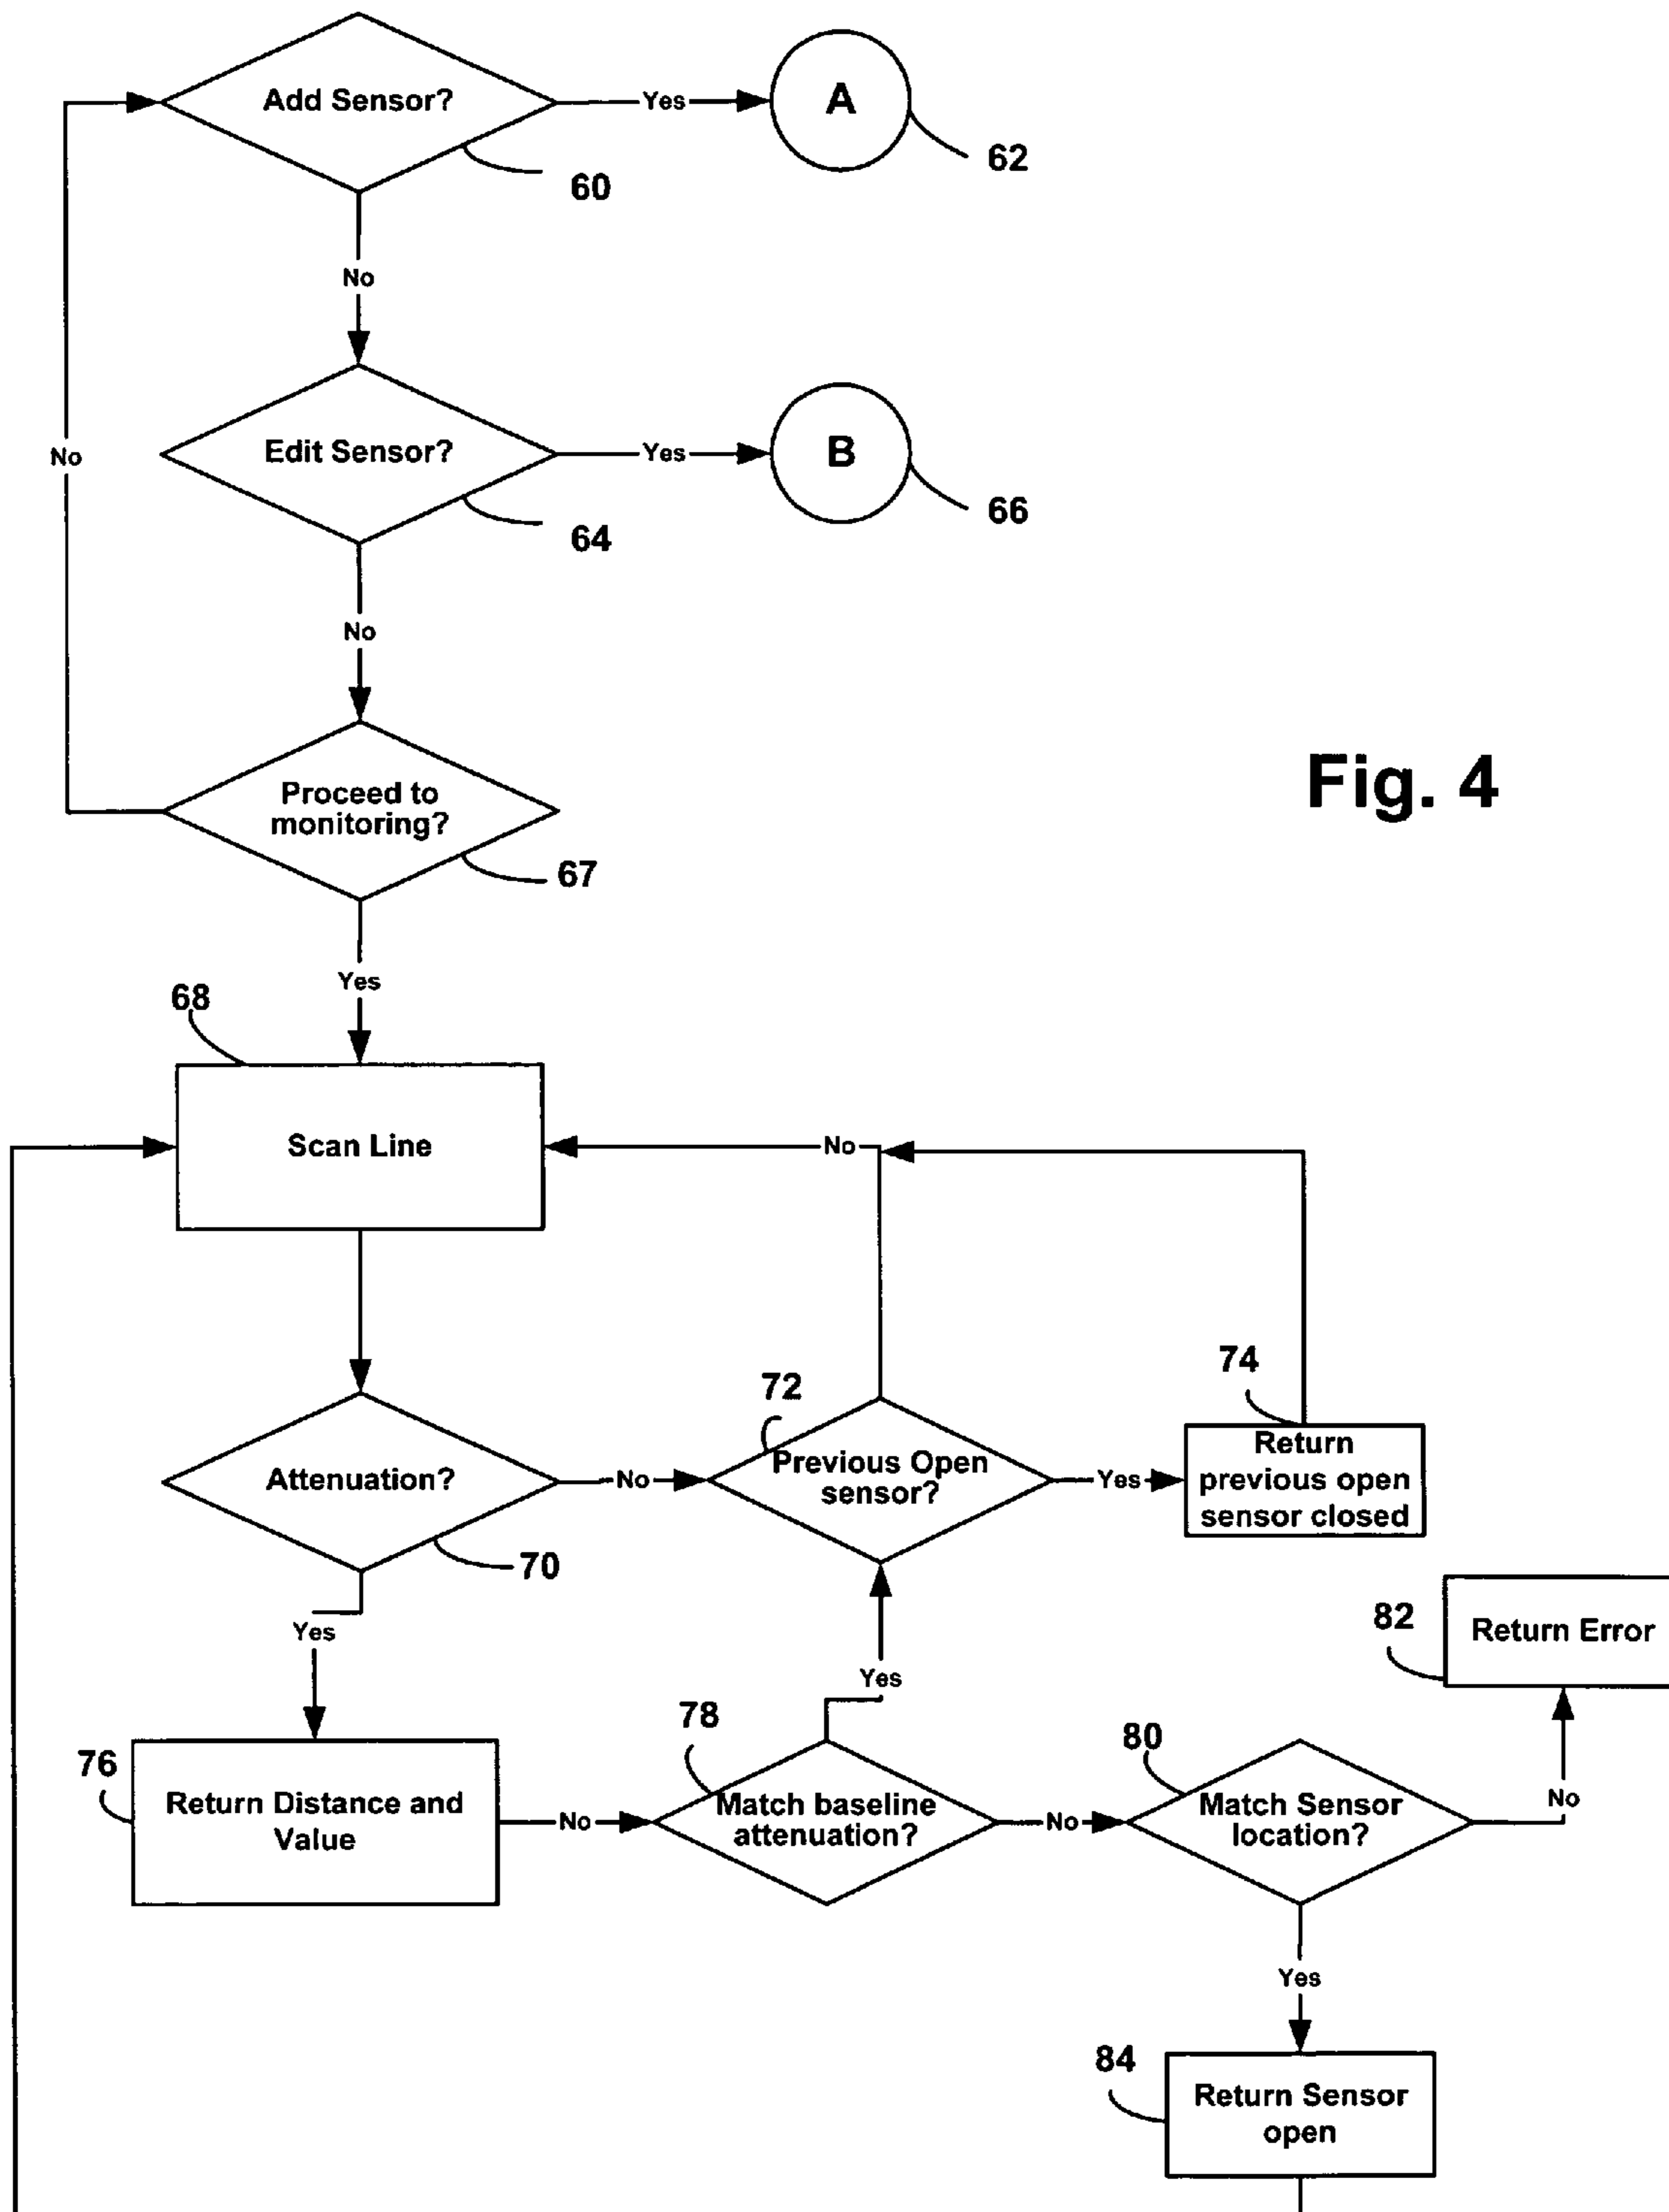 Add Sensor?
Yes
A
62
60
No
Edit Sensor?
Yes
B
66
64
No
No
Proceed to
monitoring?
67
Fig. 4
Yes
68
Scan Line
No
Attenuation?
70
No
72
Previous Open
sensor?
Yes
74
Return
previous open
sensor closed
Yes
76
Return Distance and
Value
No
78
Match baseline
attenuation?
Yes
No
80
Match Sensor
location?
No
82
Return Error
Yes
84
Return Sensor
open